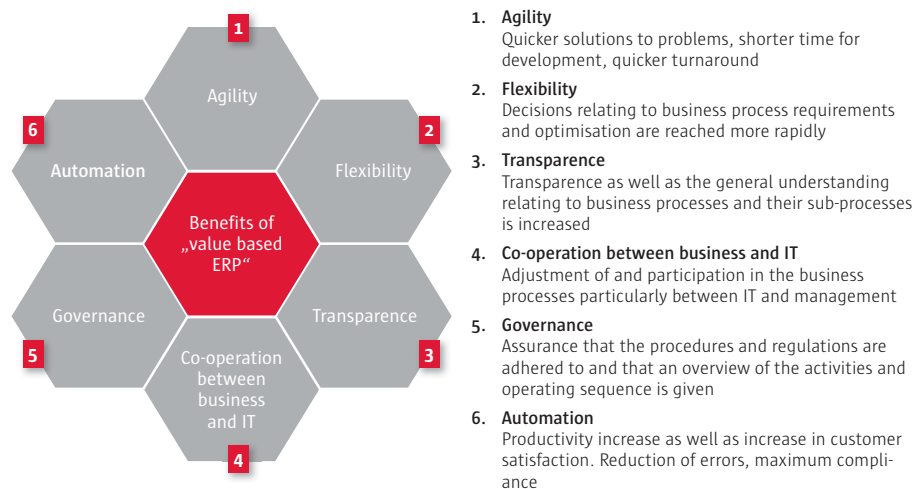 1
Agility
6
Automation
2
Flexibility
Benefits of
„value based
ERP“
Governance
5
Transparence
3
Co-operation
between
business
and IT
4
1. Agility
Quicker solutions to problems, shorter time for
development, quicker turnaround
2. Flexibility
Decisions relating to business process requirements
and optimisation are reached more rapidly
3. Transparence
Transparence as well as the general understanding
relating to business processes and their sub-processes
is increased
4. Co-operation between business and IT
Adjustment of and participation in the business
processes particularly between IT and management
5. Governance
Assurance that the procedures and regulations are
adhered to and that an overview of the activities and
operating sequence is given
6. Automation
Productivity increase as well as increase in customer
satisfaction. Reduction of errors, maximum compli-
ance